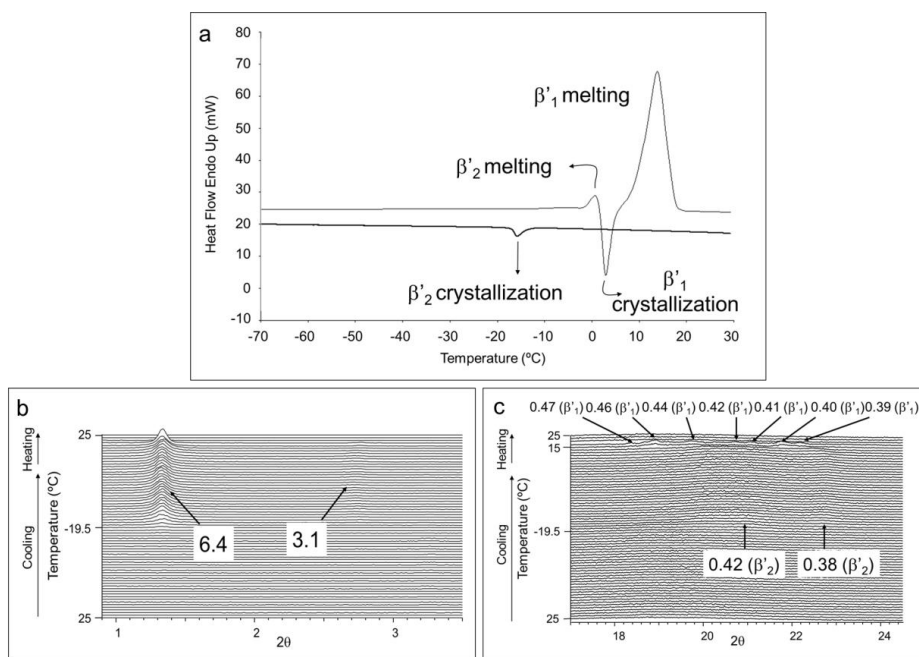 a
80
70
60
50
40
30
20
10
0
-10
Heat Flow Endo Up (mW)
β'1 melting
β'2 melting
β'2 crystallization
β'1
crystallization
-70 -60 -50 -40 -30 -20 -10 0 10 20 30
Temperature (ºC)
b
Heating
Cooling
Temperature (ºC)
25
-19.5
25
6.4
3.1
1 2 3
2θ
c
0.47 (β'1) 0.46 (β'1) 0.44 (β'1) 0.42 (β'1) 0.41 (β'1) 0.40 (β'1) 0.39 (β'1)
Heating
Cooling
Temperature (ºC)
25
15
-19.5
25
0.42 (β'2)
0.38 (β'2)
18 20 22 24
2θ